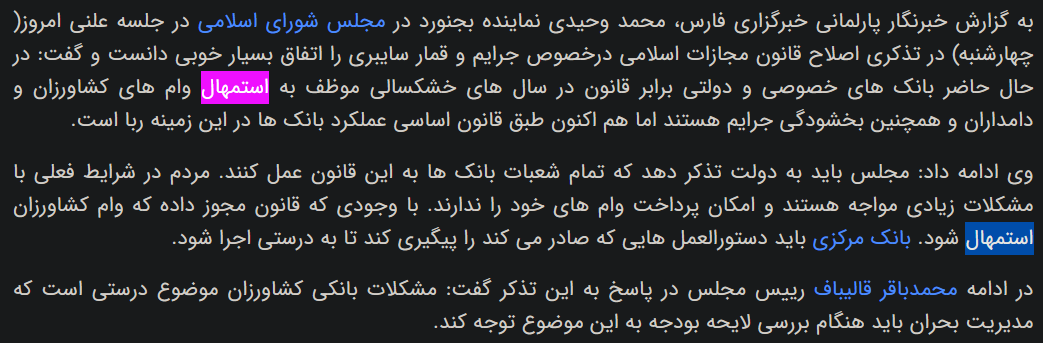 به گزارش خبرنگار پارلمانی خبرگزاری فارس، محمد وحیدی نماینده بجنورد در مجلس شورای اسلامی در جلسه علنی امروز(
چهارشنبه) در تذکری اصلاح قانون مجازات اسلامی درخصوص جرایم و قمار سایبری را اتفاق بسیار خوبی دانست و گفت: در
حال حاضر بانک های خصوصی و دولتی برابر قانون در سال های خشکسالی موظف به استمهال وام های کشاورزان و
دامداران و همچنین بخشودگی جرایم هستند اما هم اکنون طبق قانون اساسی عملکرد بانک ها در این زمینه ربا است.
وی ادامه داد: مجلس باید به دولت تذکر دهد که تمام شعبات بانک ها به این قانون عمل کنند. مردم در شرایط فعلی با
مشکلات زیادی مواجه هستند و امکان پرداخت وام های خود را ندارند. با وجودی که قانون مجوز داده که وام کشاورزان
استمهال شود. بانک مرکزی باید دستورالعمل هایی که صادر می کند را پیگیری کند تا به درستی اجرا شود.
در ادامه محمدباقر قالیباف رییس مجلس در پاسخ به این تذکر گفت: مشکلات بانکی کشاورزان موضوع درستی است که
مدیریت بحران باید هنگام بررسی لایحه بودجه به این موضوع توجه کند.